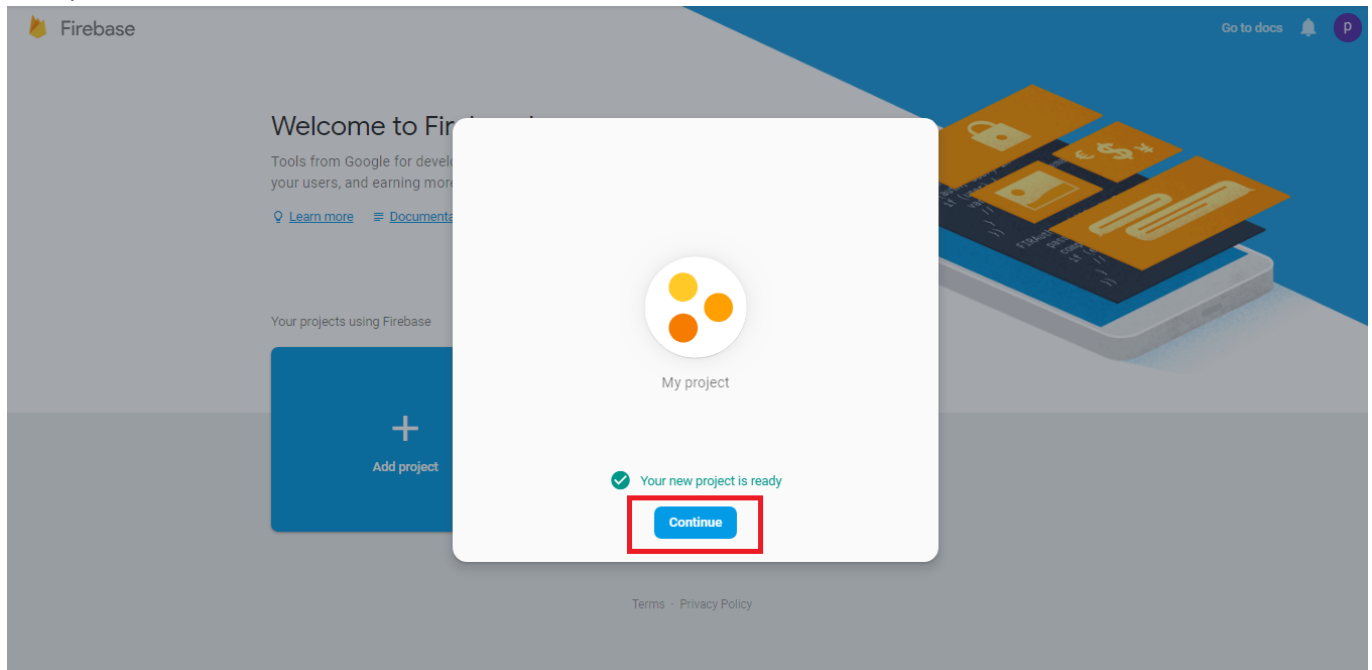 Firebase
Go to docs
P
Welcome to Fir
Tools from Google for devel
your users, and earning more
Learn more
Documenta
Your projects using Firebase
Add project
My project
Your new project is ready
Continue
Terms · Privacy Policy